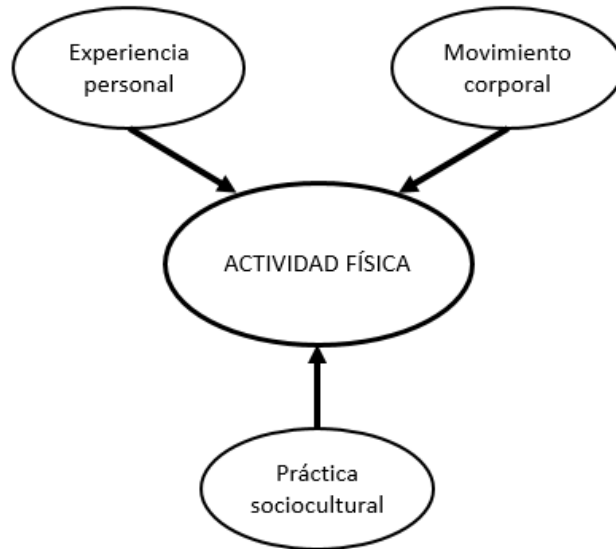 Experiencia
personal
Movimiento
corporal
ACTIVIDAD FÍSICA
Práctica
sociocultural